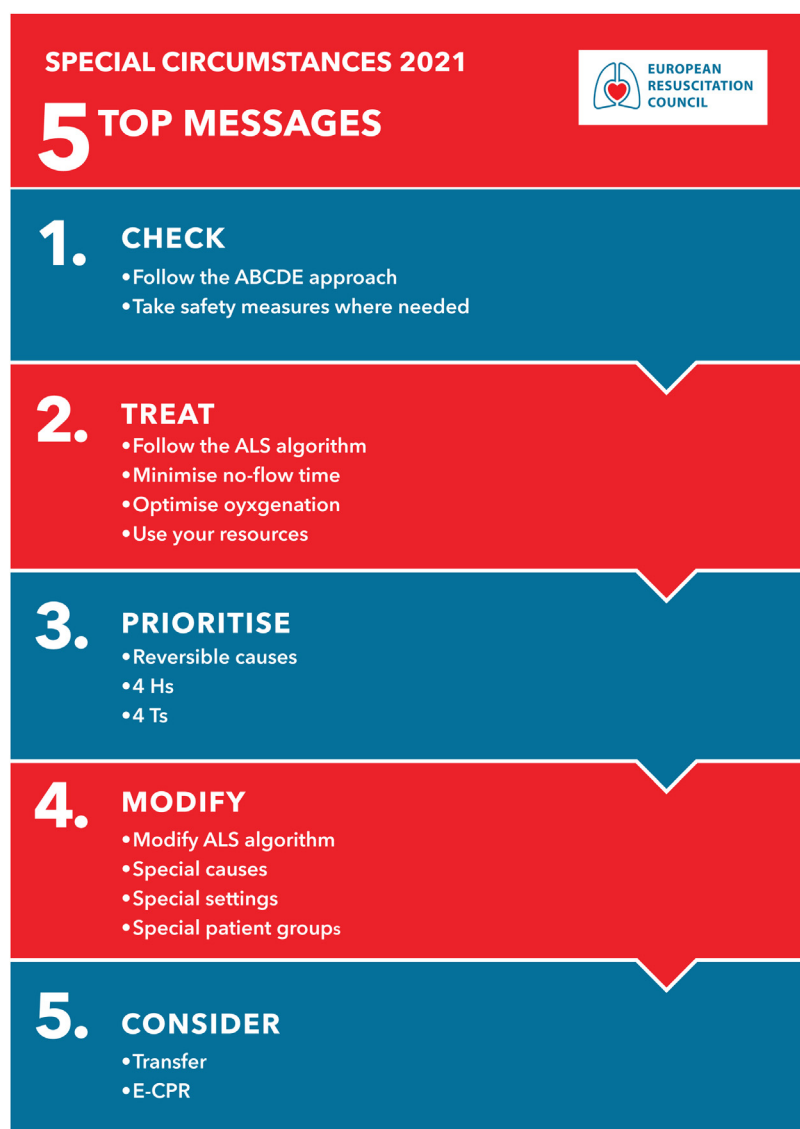 SPECIAL CIRCUMSTANCES 2021
5 TOP MESSAGES
EUROPEAN
RESUSCITATION
COUNCIL
1. CHECK
•Follow the ABCDE approach
•Take safety measures where needed
2. TREAT
•Follow the ALS algorithm
•Minimise no-flow time
•Optimise oyxgenation
•Use your resources
3. PRIORITISE
•Reversible causes
•4 Hs
•4 Ts
4. MODIFY
•Modify ALS algorithm
•Special causes
•Special settings
•Special patient groups
5. CONSIDER
•Transfer
•E-CPR